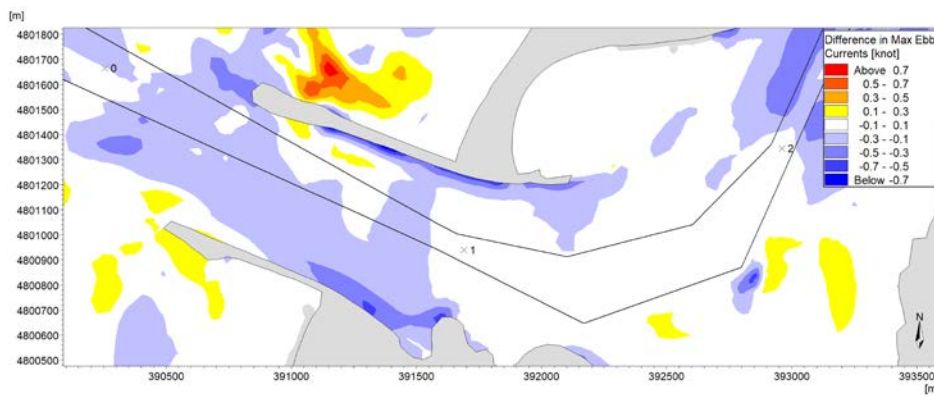 [m]
4801800
4801700
4801600
4801500
4801400
4801300
4801200
4801100
4801000
4800900
4800800
4800700
4800600
4800500
0
1
2
Difference in Max Ebb
Currents [knot]
Above 0.7
0.5 - 0.7
0.3 - 0.5
0.1 - 0.3
-0.1 - 0.1
-0.3 - -0.1
-0.5 - -0.3
-0.7 - -0.5
Below -0.7
N
390500 391000 391500 392000 392500 393000 393500
[m